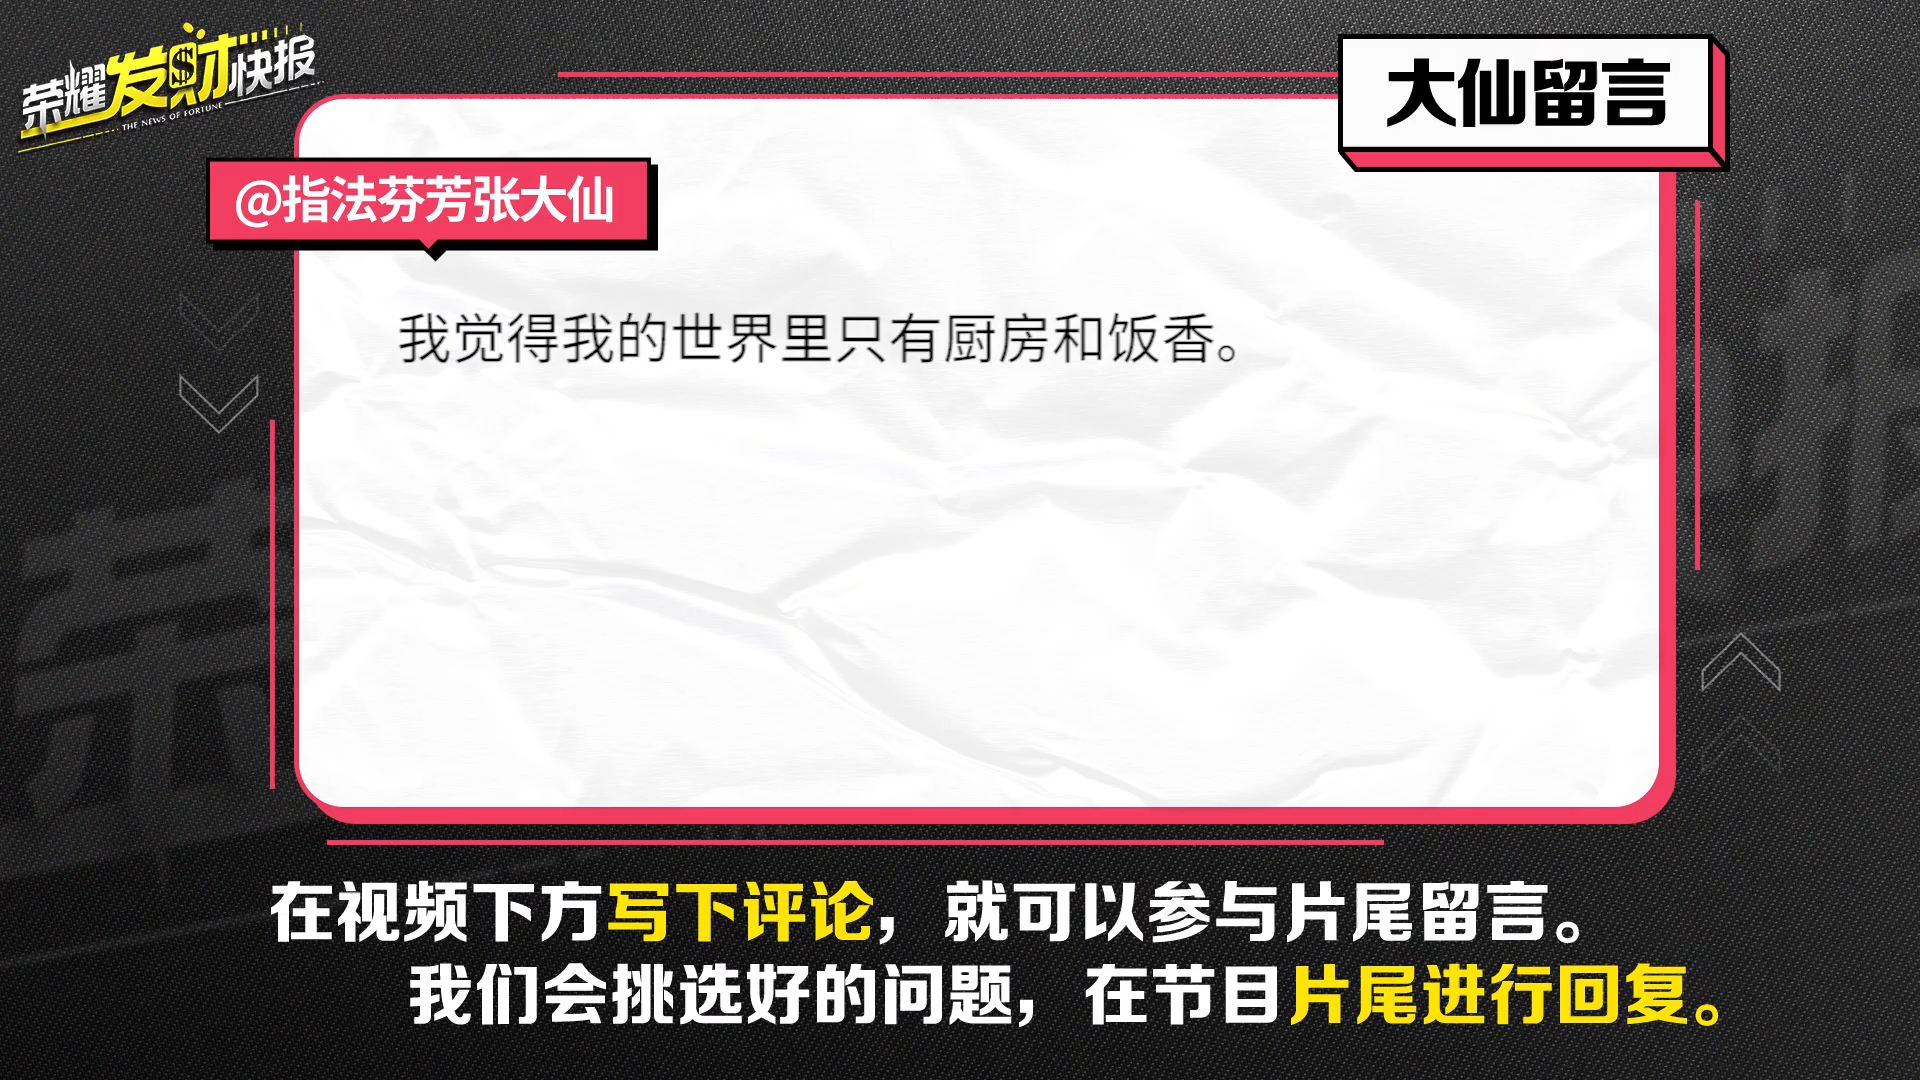 荣耀发财快报
THE NEWS OF FORTUNE
大仙留言
@指法芬芳张大仙
我觉得我的世界里只有厨房和饭香。
在视频下方写下评论，就可以参与片尾留言。
我们会挑选好的问题，在节目片尾进行回复。